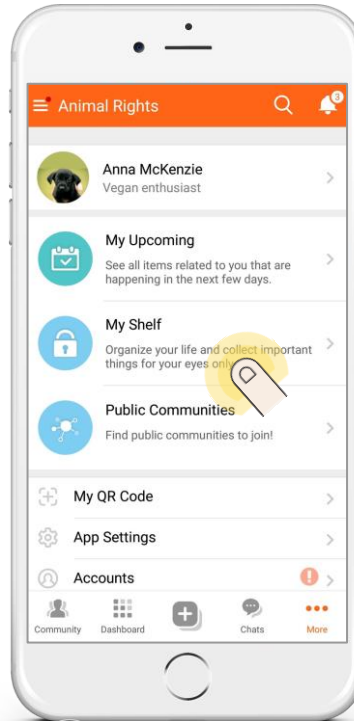 Animal Rights
3
Anna McKenzie
Vegan enthusiast
My Upcoming
See all items related to you that are
happening in the next few days.
My Shelf
Organize your life and collect important
things for your eyes only.
Public Communities
Find public communities to join!
My QR Code
App Settings
Accounts
Community
Dashboard
Chats
More